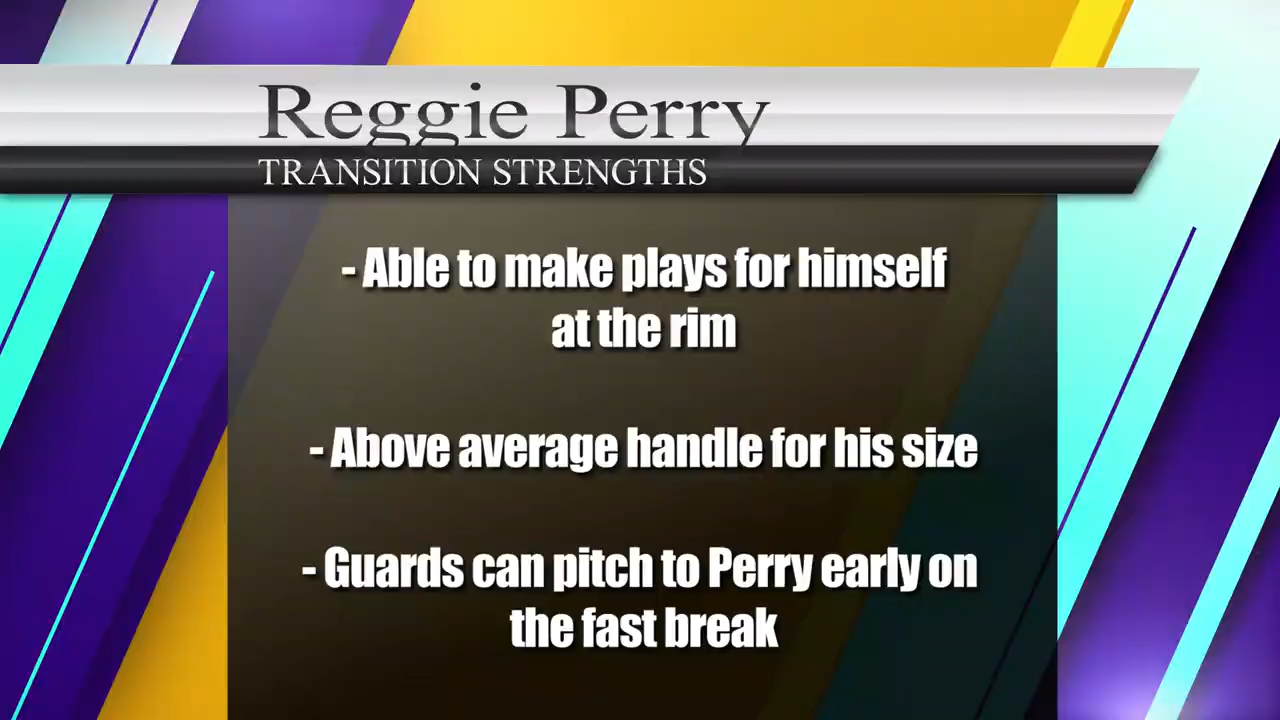 Reggie Perry
TRANSITION STRENGTHS
- Able to make plays for himself
at the rim
- Above average handle for his size
- Guards can pitch to Perry early on
the fast break